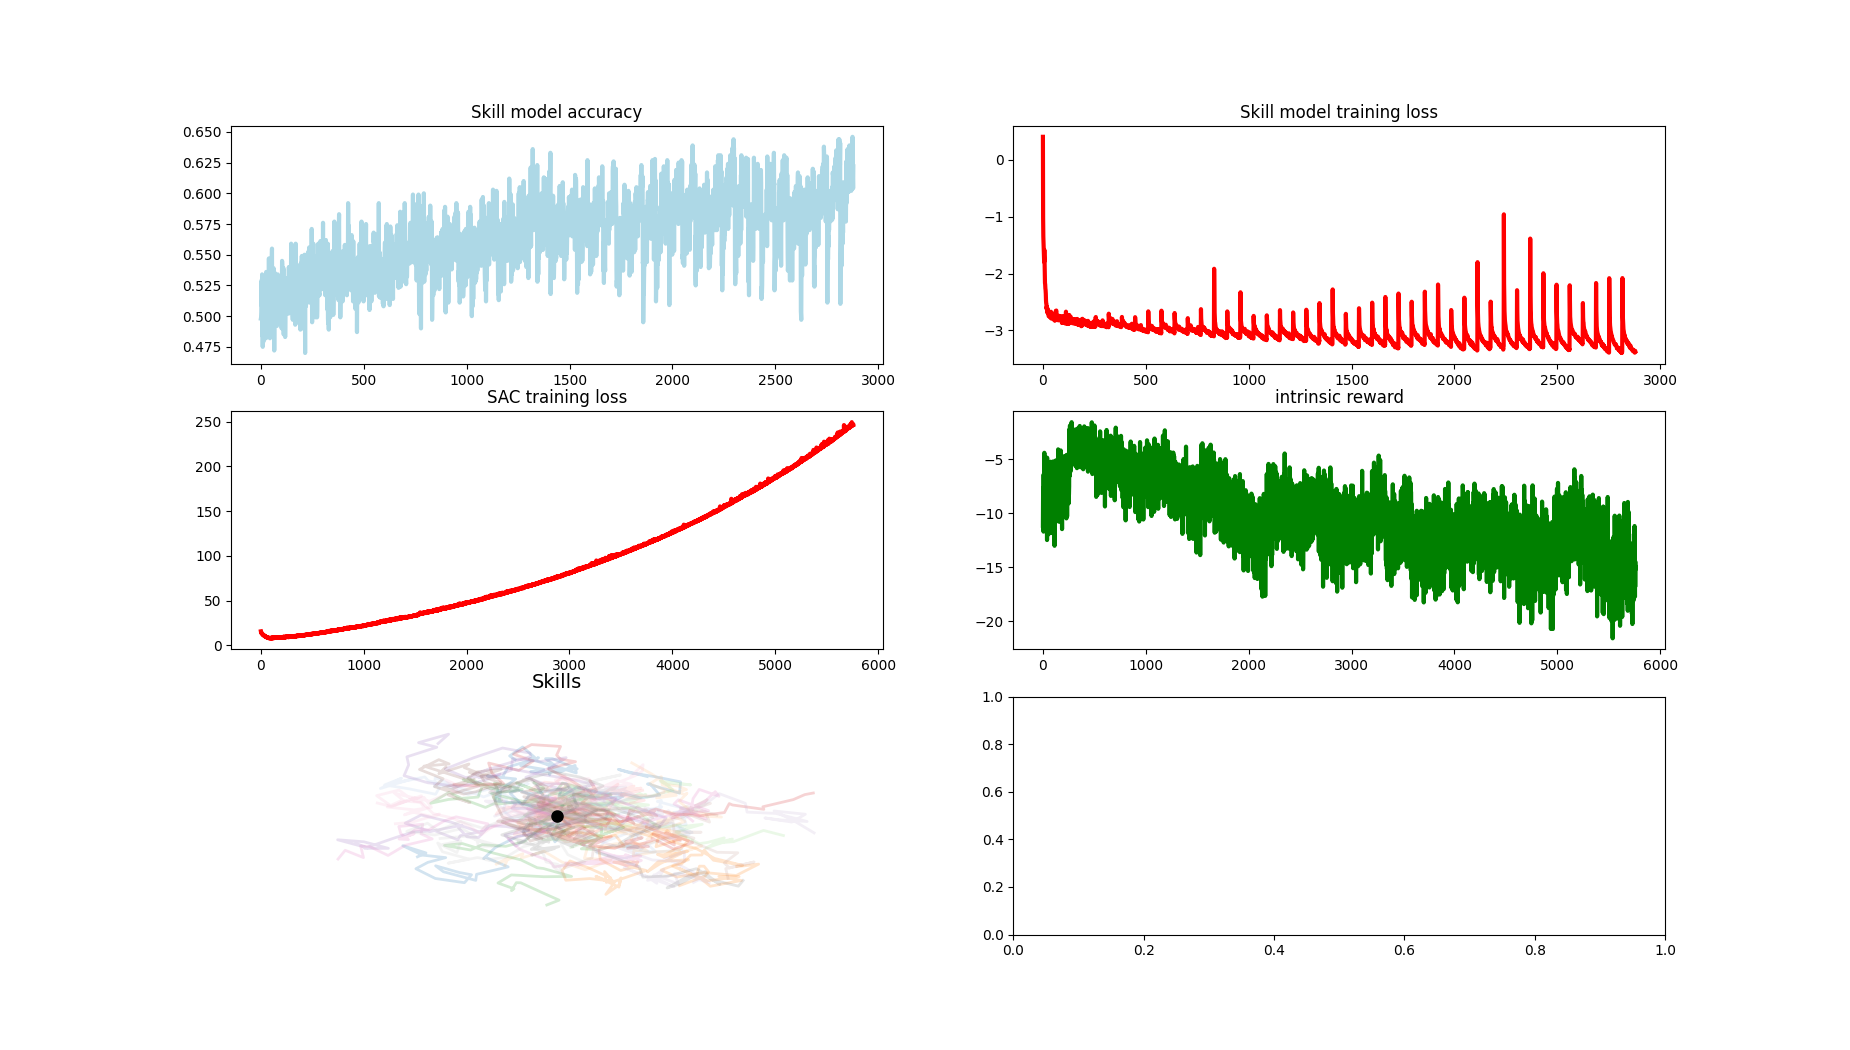 Skill model accuracy
0.650
0.625
0.600
0.575
0.550
0.525
0.500
0.475
0 500 1000 1500 2000 2500 3000
Skill model training loss
0
−1
−2
−3
0 500 1000 1500 2000 2500 3000
SAC training loss
250
200
150
100
50
0
0 1000 2000 3000 4000 5000 6000
intrinsic reward
−5
−10
−15
−20
0 1000 2000 3000 4000 5000 6000
Skills
1.0
0.8
0.6
0.4
0.2
0.0
0.0 0.2 0.4 0.6 0.8 1.0